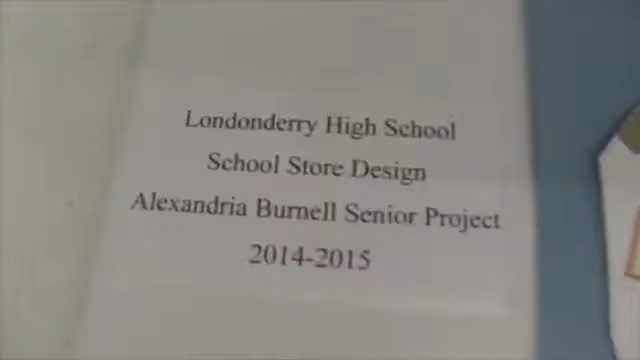 Londonderry High School
School Store Design
Alexandria Burnell Senior Project
2014-2015